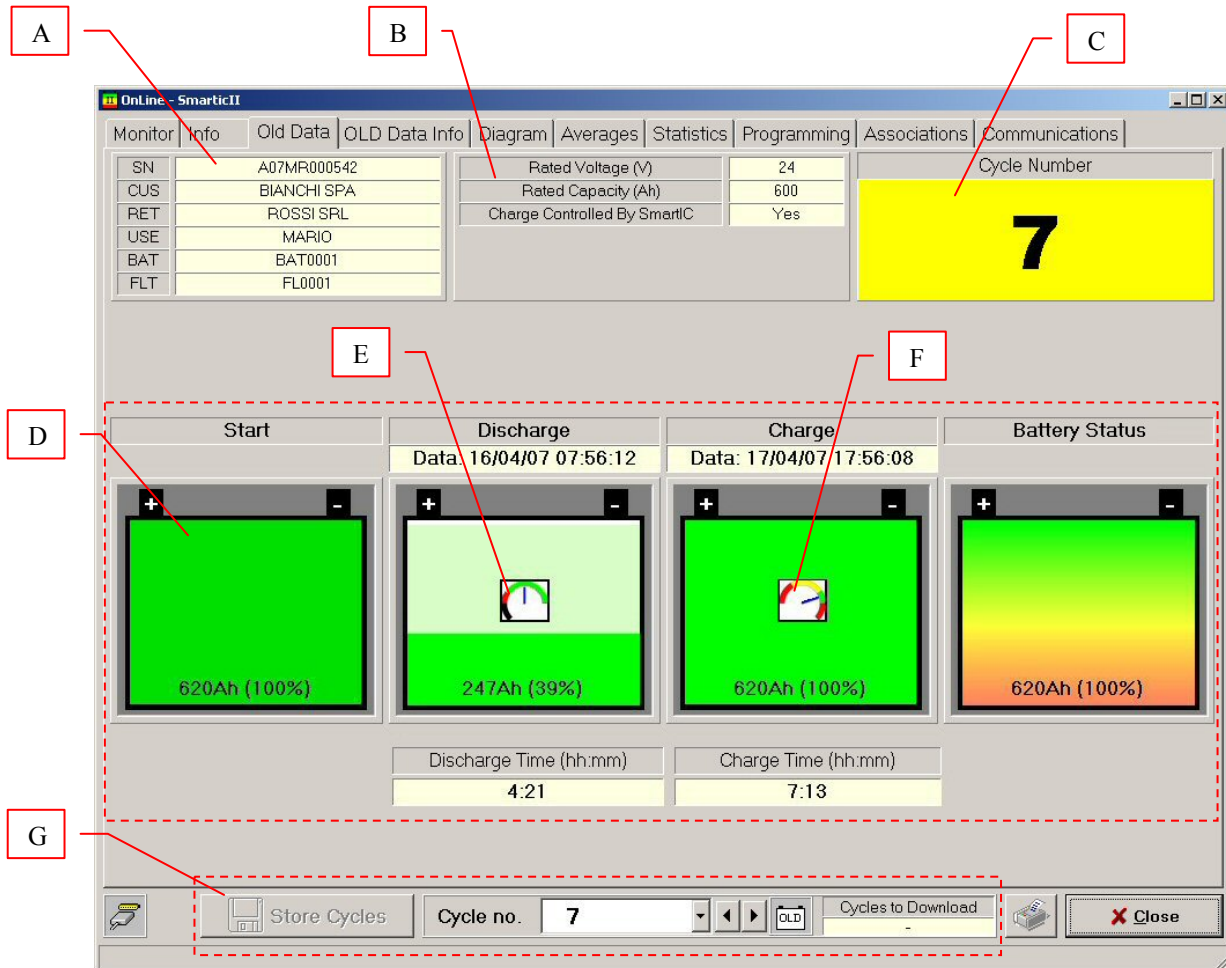 A
B
C
OnLine - SmarticII
Monitor Info Old Data OLD Data Info Diagram Averages Statistics Programming Associations Communications
SN A07MR000542
CUS BIANCHI SPA
RET ROSSI SRL
USE MARIO
BAT BAT0001
FLT FL0001
Rated Voltage (V) 24
Rated Capacity (Ah) 600
Charge Controlled By SmartIC Yes
Cycle Number
7
E
F
D
Start
Discharge
Data: 16/04/07 07:56:12
Charge
Data: 17/04/07 17:56:08
Battery Status
+ -
620Ah (100%)
+ -
247Ah (39%)
+ -
620Ah (100%)
+ -
620Ah (100%)
Discharge Time (hh:mm)
4:21
Charge Time (hh:mm)
7:13
G
Store Cycles
Cycle no. 7
OLD
Cycles to Download
-
Close